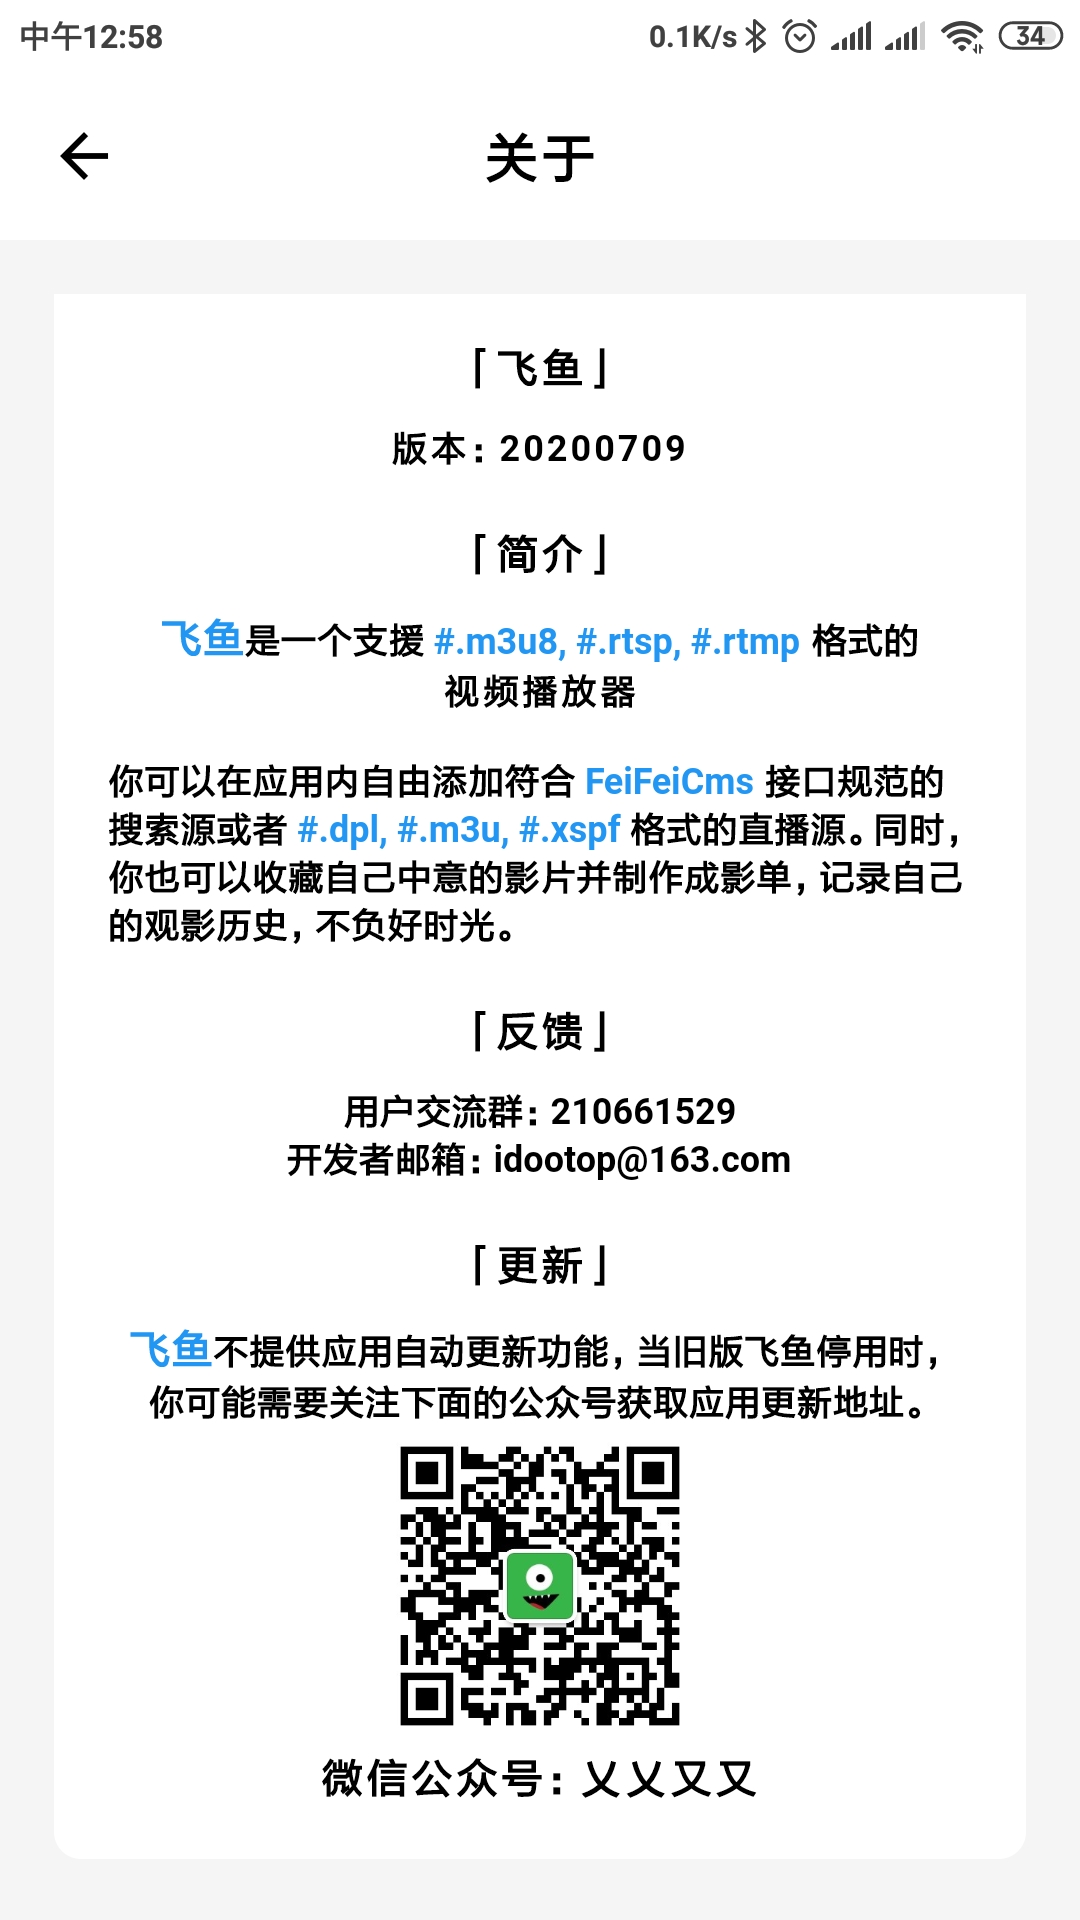 中午12:58
0.1K/s
34
关于
「飞鱼」
版本: 20200709
「简介」
飞鱼是一个支援 #.m3u8, #.rtsp, #.rtmp 格式的
视频播放器
你可以在应用内自由添加符合 FeiFeiCms 接口规范的
搜索源或者 #.dpl, #.m3u, #.xspf 格式的直播源。同时,
你也可以收藏自己中意的影片并制作成影单, 记录自己
的观影历史, 不负好时光。
「反馈」
用户交流群: 210661529
开发者邮箱: idootop@163.com
「更新」
飞鱼不提供应用自动更新功能, 当旧版飞鱼停用时,
你可能需要关注下面的公众号获取应用更新地址。
微信公众号: 乂乂又又